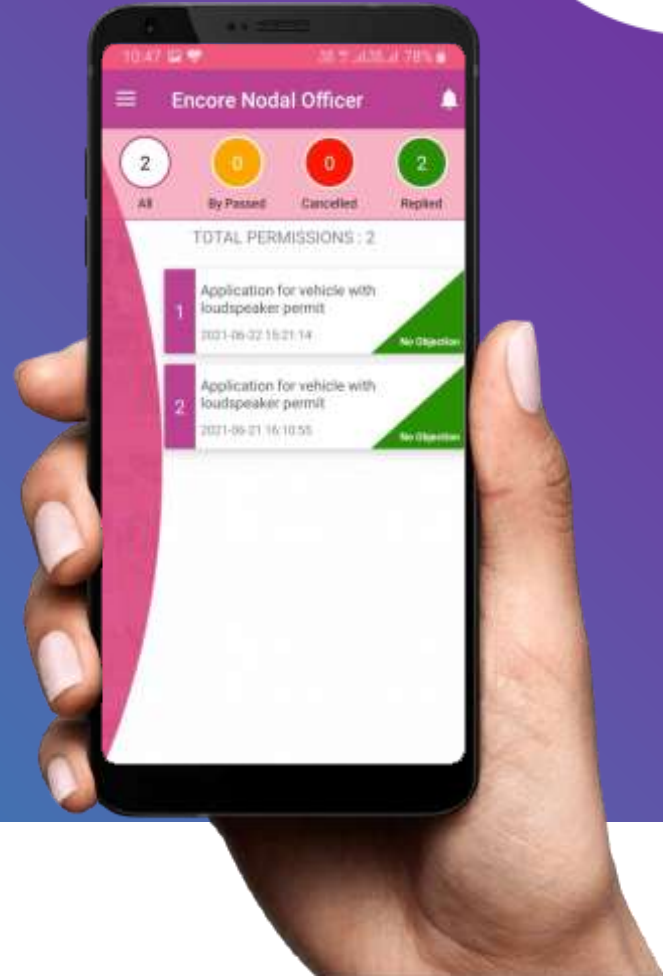 10:47
78%
Encore Nodal Officer
2 0 0 2
All By Passed Cancelled Replied
TOTAL PERMISSIONS : 2
1
Application for vehicle with
loudspeaker permit
2021-06-22 15:21:14
No Objection
2
Application for vehicle with
loudspeaker permit
2021-06-21 16:10:55
No Objection